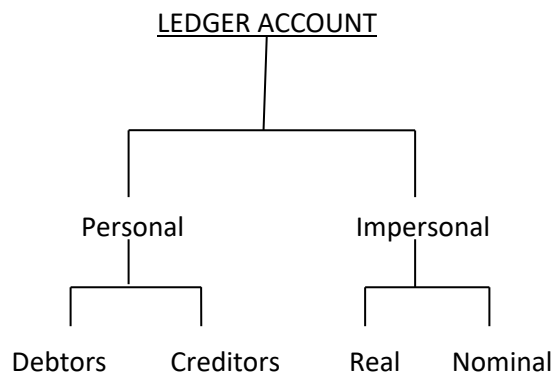 LEDGER ACCOUNT
Personal Impersonal
Debtors Creditors Real Nominal